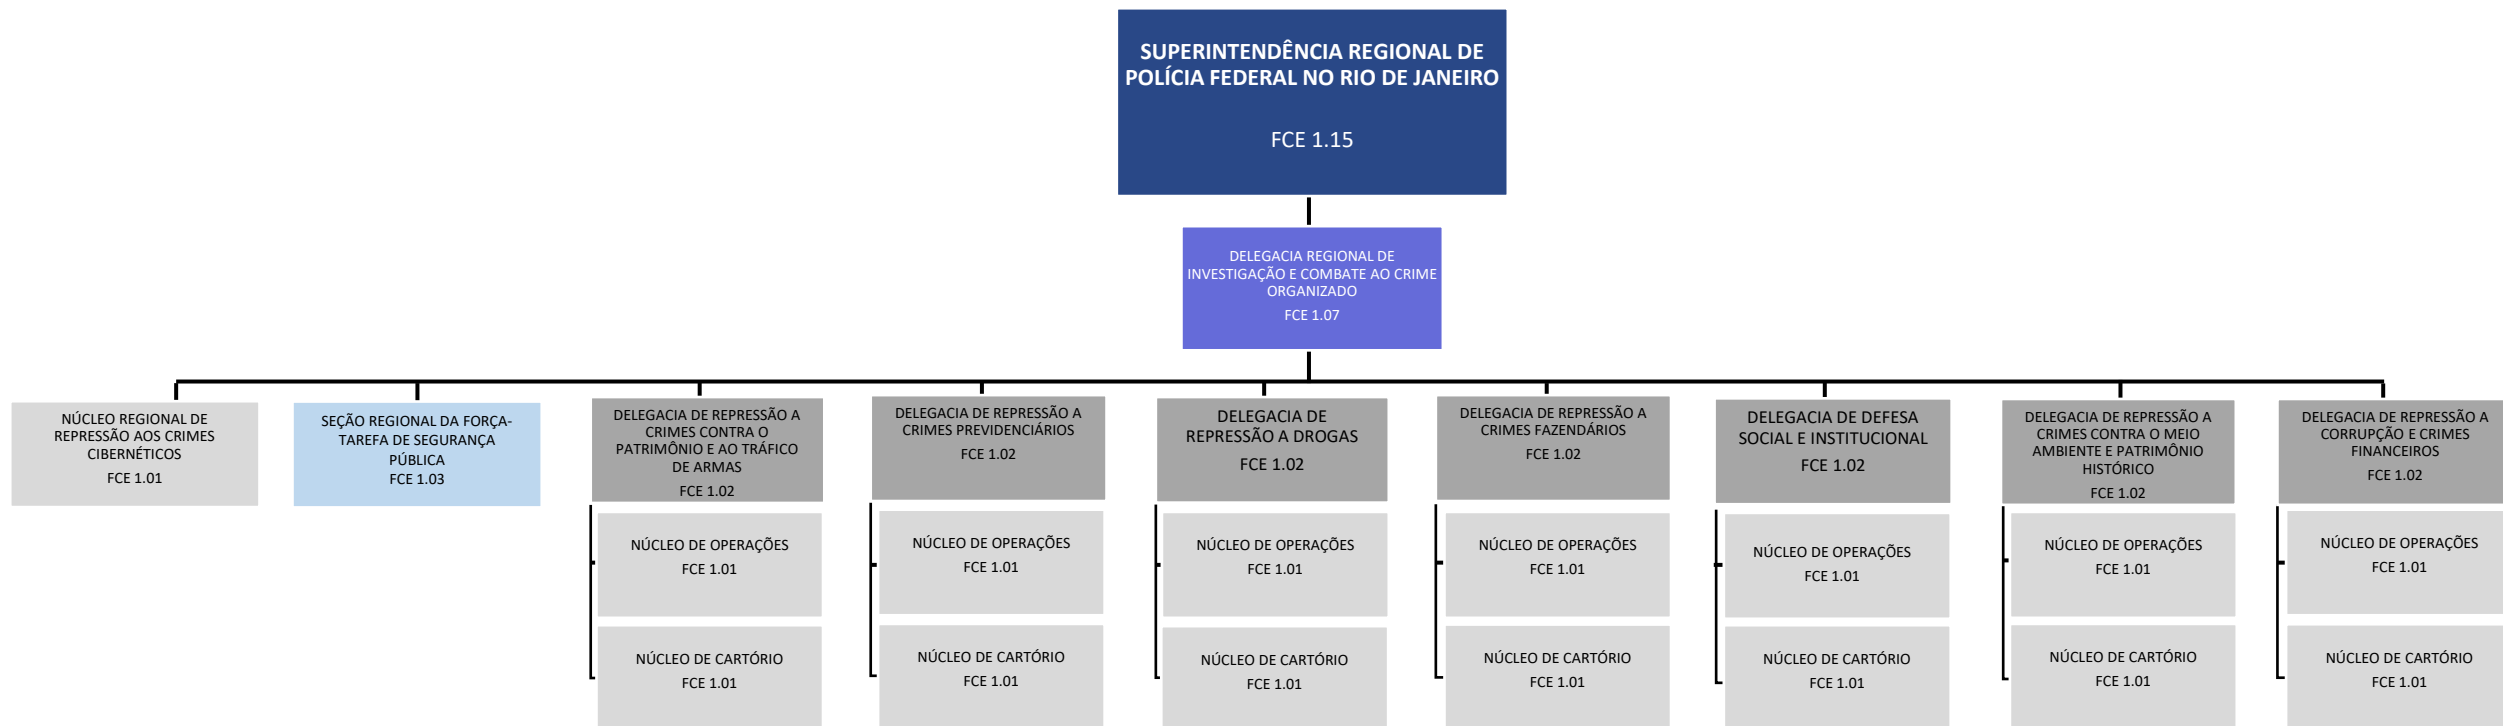 SUPERINTENDÊNCIA REGIONAL DE
POLÍCIA FEDERAL NO RIO DE JANEIRO
FCE 1.15
DELEGACIA REGIONAL DE
INVESTIGAÇÃO E COMBATE AO CRIME
ORGANIZADO
FCE 1.07
NÚCLEO REGIONAL DE
REPRESSÃO AOS CRIMES
CIBERNÉTICOS
FCE 1.01
SEÇÃO REGIONAL DA FORÇA-
TAREFA DE SEGURANÇA
PÚBLICA
FCE 1.03
DELEGACIA DE REPRESSÃO A
CRIMES CONTRA O
PATRIMÔNIO E AO TRÁFICO
DE ARMAS
FCE 1.02
NÚCLEO DE OPERAÇÕES
FCE 1.01
NÚCLEO DE CARTÓRIO
FCE 1.01
DELEGACIA DE REPRESSÃO A
CRIMES PREVIDENCIÁRIOS
FCE 1.02
NÚCLEO DE OPERAÇÕES
FCE 1.01
NÚCLEO DE CARTÓRIO
FCE 1.01
DELEGACIA DE
REPRESSÃO A DROGAS
FCE 1.02
NÚCLEO DE OPERAÇÕES
FCE 1.01
NÚCLEO DE CARTÓRIO
FCE 1.01
DELEGACIA DE REPRESSÃO A
CRIMES FAZENDÁRIOS
FCE 1.02
NÚCLEO DE OPERAÇÕES
FCE 1.01
NÚCLEO DE CARTÓRIO
FCE 1.01
DELEGACIA DE DEFESA
SOCIAL E INSTITUCIONAL
FCE 1.02
NÚCLEO DE OPERAÇÕES
FCE 1.01
NÚCLEO DE CARTÓRIO
FCE 1.01
DELEGACIA DE REPRESSÃO A
CRIMES CONTRA O MEIO
AMBIENTE E PATRIMÔNIO
HISTÓRICO
FCE 1.02
NÚCLEO DE OPERAÇÕES
FCE 1.01
NÚCLEO DE CARTÓRIO
FCE 1.01
DELEGACIA DE REPRESSÃO A
CORRUPÇÃO E CRIMES
FINANCEIROS
FCE 1.02
NÚCLEO DE OPERAÇÕES
FCE 1.01
NÚCLEO DE CARTÓRIO
FCE 1.01